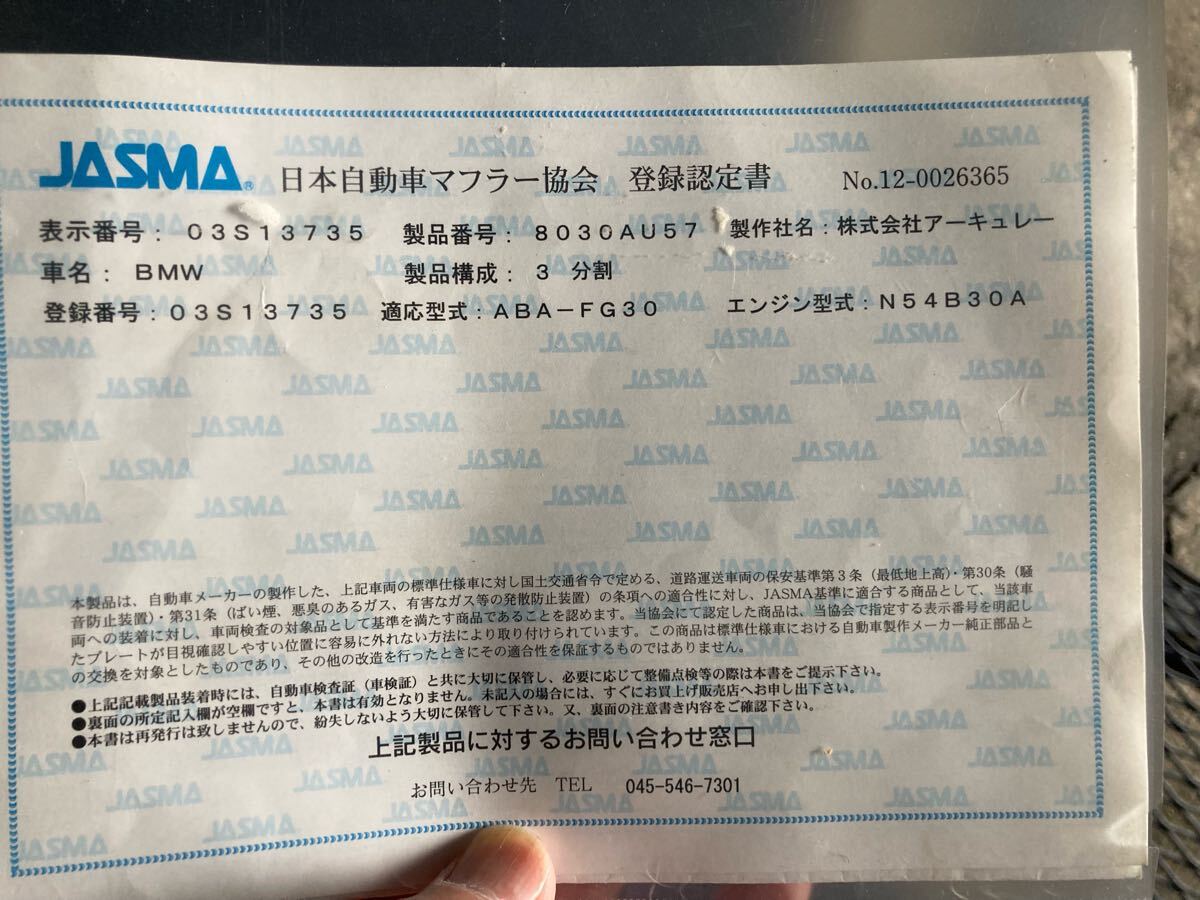 JASMA® 日本自動車マフラー協会 登録認定書 No.12-0026365
表示番号：03S13735 製品番号：8030AU57 製作社名：株式会社アーキュレー
車名：BMW 製品構成：3 分割
登録番号：03S13735 適応型式：ABA－FG30 エンジン型式：N54B30A
本製品は、自動車メーカーの製作した、上記車両の標準仕様車に対し国土交通省令で定める、道路運送車両の保安基準第３条（最低地上高）・第30条（騒
音防止装置）・第31条（ばい煙、悪臭のあるガス、有害なガス等の発散防止装置）の条項への適合性に対し、JASMA基準に適合する商品として、当該車
両への装着に対し、車両検査の対象品として基準を満たす商品であることを認めます。当協会にて認定した商品は、当協会で指定する表示番号を明記し
たプレートが目視確認しやすい位置に容易に外れない方法により取り付けられています。この商品は標準仕様車における自動車製作メーカー純正部品と
の交換を対象としたものであり、その他の改造を行ったときにその適合性を保証するものではありません。
●上記記載製品装着時には、自動車検査証（車検証）と共に大切に保管し、必要に応じて整備点検等の際は本書をご提示下さい。
●裏面の所定記入欄が空欄ですと、本書は有効となりません。未記入の場合には、すぐにお買上げ販売店へお申し出下さい。
●本書は再発行は致しませんので、紛失しないよう大切に保管して下さい。又、裏面の注意書き内容をご確認下さい。
上記製品に対するお問い合わせ窓口
お問い合わせ先 TEL 045-546-7301